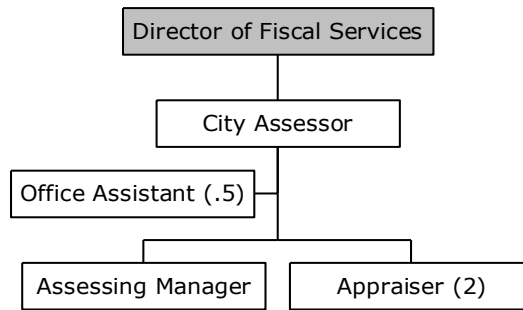 Director of Fiscal Services
City Assessor
Office Assistant (.5)
Assessing Manager
Appraiser (2)